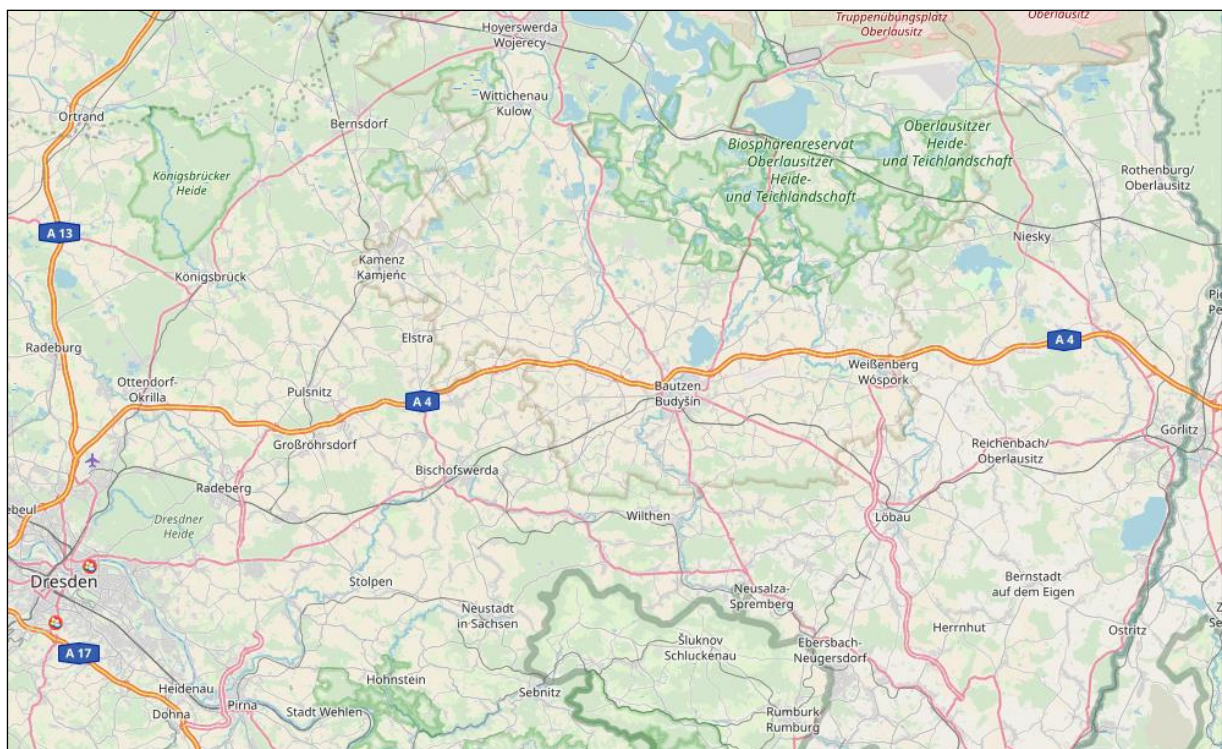 Truppenübungsplatz
Oberlausitz
Oberlausitz
Hoyerswerda
Wojerecy
Wittichenau
Kulow
Ortrand
Bernsdorf
Biosphärenreservat
Oberlausitzer
Heide-
und Teichlandschaft
Oberlausitzer
Heide-
und Teichlandschaft
Königsbrücker
Heide
Rothenburg/
Oberlausitz
A 13
Niesky
Kamenz
Kamjeńc
Königsbrück
Radeburg
Elstra
A 4
Weißenberg
Wóspork
Ottendorf-
Okrilla
Pulsnitz
A 4
Bautzen
Budyšin
Großröhrsdorf
Görlitz
Reichenbach/
Oberlausitz
Bischofswerda
Radeberg
Dresdner
Heide
Wilthen
Löbau
Dresden
Stolpen
Bernstadt
auf dem Eigen
Neusalza-
Spremberg
Neustadt
in Sachsen
Ostritz
Herrnhut
Šluknov
Schluckenau
Ebersbach-
Neugersdorf
A 17
Hohnstein
Heidenau
Sebnitz
Pirna
Stadt Wehlen
Dohna
Rumburk
Rumburg